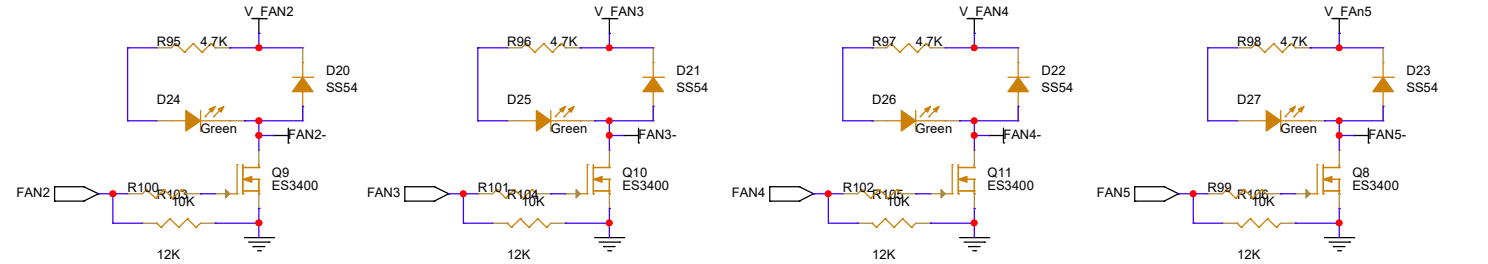 V_FAN2
V_FAN3
V_FAN4
V_FAn5
R95 4.7K
R96 4.7K
R97 4.7K
R98 4.7K
D20
SS54
D21
SS54
D22
SS54
D23
SS54
D24
D25
D26
D27
Green
Green
Green
Green
FAN2-
FAN3-
FAN4-
FAN5-
Q9
ES3400
Q10
ES3400
Q11
ES3400
Q8
ES3400
FAN2
R100
R103
10K
FAN3
R101
R104
10K
FAN4
R102
R105
10K
FAN5
R99
R106
10K
12K
12K
12K
12K